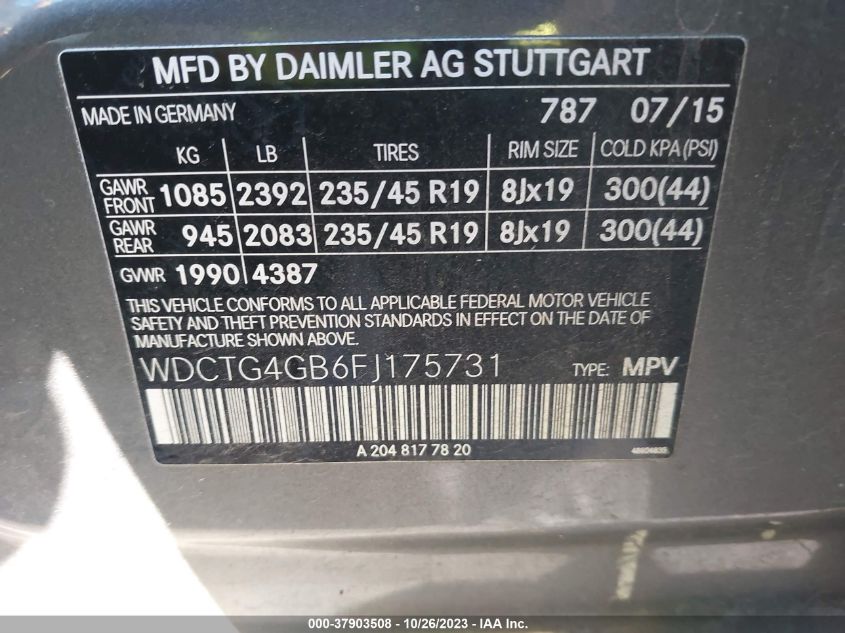 MFD BY DAIMLER AG STUTTGART
MADE IN GERMANY 787 07/15
KG LB TIRES RIM SIZE COLD KPA (PSI)
GAWR FRONT 1085 2392 235/45 R19 8Jx19 300(44)
GAWR REAR 945 2083 235/45 R19 8Jx19 300(44)
GVWR 1990 4387
THIS VEHICLE CONFORMS TO ALL APPLICABLE FEDERAL MOTOR VEHICLE
SAFETY AND THEFT PREVENTION STANDARDS IN EFFECT ON THE DATE OF
MANUFACTURE SHOWN ABOVE.
WDCTG4GB6FJ175731 TYPE: MPV
A 204 817 78 20
000-37903508 - 10/26/2023 - IAA Inc.